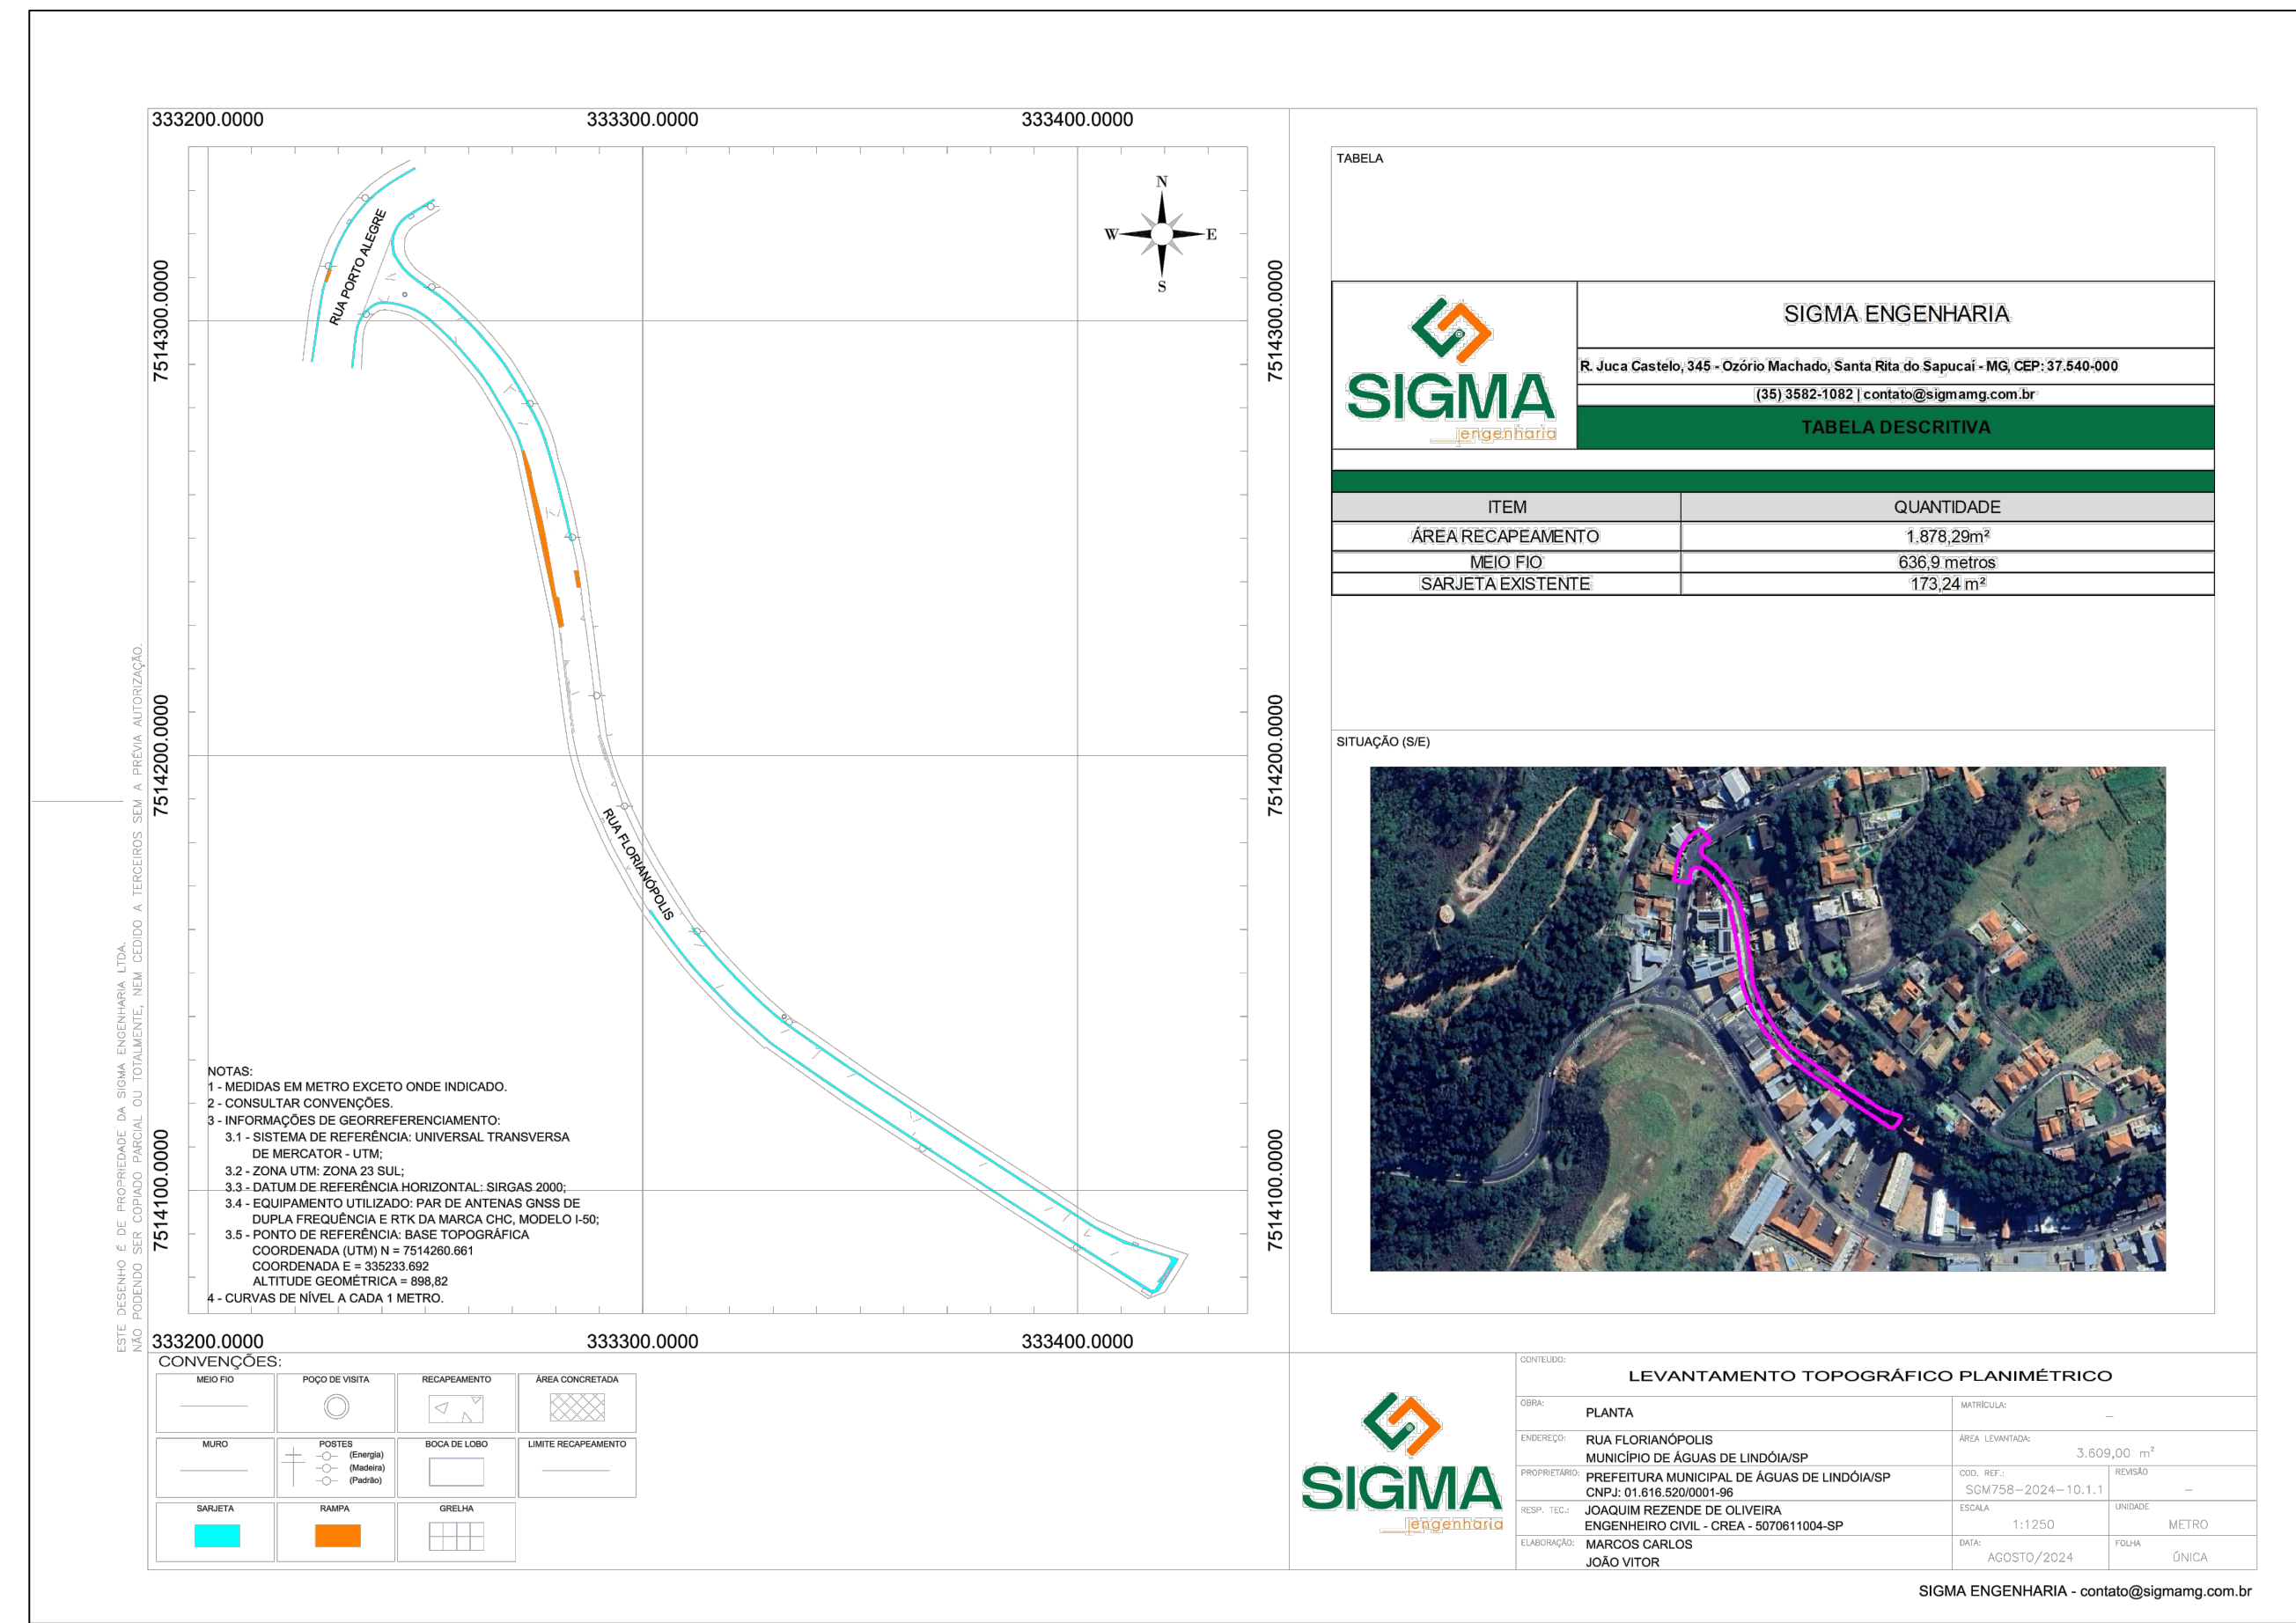 333200.0000
333300.0000
333400.0000
7514300.0000
7514200.0000
7514100.0000
7514300.0000
7514200.0000
7514100.0000
N
W
E
S
RUA PORTO ALEGRE
RUA FLORIANÓPOLIS
NOTAS:
1 - MEDIDAS EM METRO EXCETO ONDE INDICADO.
2 - CONSULTAR CONVENÇÕES.
3 - INFORMAÇÕES DE GEORREFERENCIAMENTO:
3.1 - SISTEMA DE REFERÊNCIA: UNIVERSAL TRANSVERSA
DE MERCATOR - UTM;
3.2 - ZONA UTM: ZONA 23 SUL;
3.3 - DATUM DE REFERÊNCIA HORIZONTAL: SIRGAS 2000;
3.4 - EQUIPAMENTO UTILIZADO: PAR DE ANTENAS GNSS DE
DUPLA FREQUÊNCIA E RTK DA MARCA CHC, MODELO I-50;
3.5 - PONTO DE REFERÊNCIA: BASE TOPOGRÁFICA
COORDENADA (UTM) N = 7514260.661
COORDENADA E = 335233.692
ALTITUDE GEOMÉTRICA = 898,82
4 - CURVAS DE NÍVEL A CADA 1 METRO.
333200.0000
333300.0000
333400.0000
ESTE DESENHO É DE PROPRIEDADE DA SIGMA ENGENHARIA LTDA.
NÃO PODENDO SER COPIADO PARCIAL OU TOTALMENTE, NEM CEDIDO A TERCEIROS SEM A PRÉVIA AUTORIZAÇÃO.
CONVENÇÕES:
MEIO FIO
POÇO DE VISITA
RECAPEAMENTO
ÁREA CONCRETADA
MURO
POSTES
(Energia)
(Madeira)
(Padrão)
BOCA DE LOBO
LIMITE RECAPEAMENTO
SARJETA
RAMPA
GRELHA
TABELA
SIGMA
engenharia
SIGMA ENGENHARIA
R. Juca Castelo, 345 - Ozório Machado, Santa Rita do Sapucaí - MG, CEP: 37.540-000
(35) 3582-1082 | contato@sigmamg.com.br
TABELA DESCRITIVA
ITEM QUANTIDADE
ÁREA RECAPEAMENTO 1.878,29m²
MEIO FIO 636,9 metros
SARJETA EXISTENTE 173,24 m²
SITUAÇÃO (S/E)
SIGMA
engenharia
CONTEUDO:
LEVANTAMENTO TOPOGRÁFICO PLANIMÉTRICO
OBRA: PLANTA
MATRÍCULA: –
ENDEREÇO: RUA FLORIANÓPOLIS
MUNICÍPIO DE ÁGUAS DE LINDÓIA/SP
ÁREA LEVANTADA:
3.609,00 m²
PROPRIETÁRIO: PREFEITURA MUNICIPAL DE ÁGUAS DE LINDÓIA/SP
CNPJ: 01.616.520/0001-96
COD. REF.:
SGM758-2024-10.1.1
REVISÃO
–
RESP. TEC.: JOAQUIM REZENDE DE OLIVEIRA
ENGENHEIRO CIVIL - CREA - 5070611004-SP
ESCALA
1:1250
UNIDADE
METRO
ELABORAÇÃO: MARCOS CARLOS
JOÃO VITOR
DATA:
AGOSTO/2024
FOLHA
ÚNICA
SIGMA ENGENHARIA - contato@sigmamg.com.br